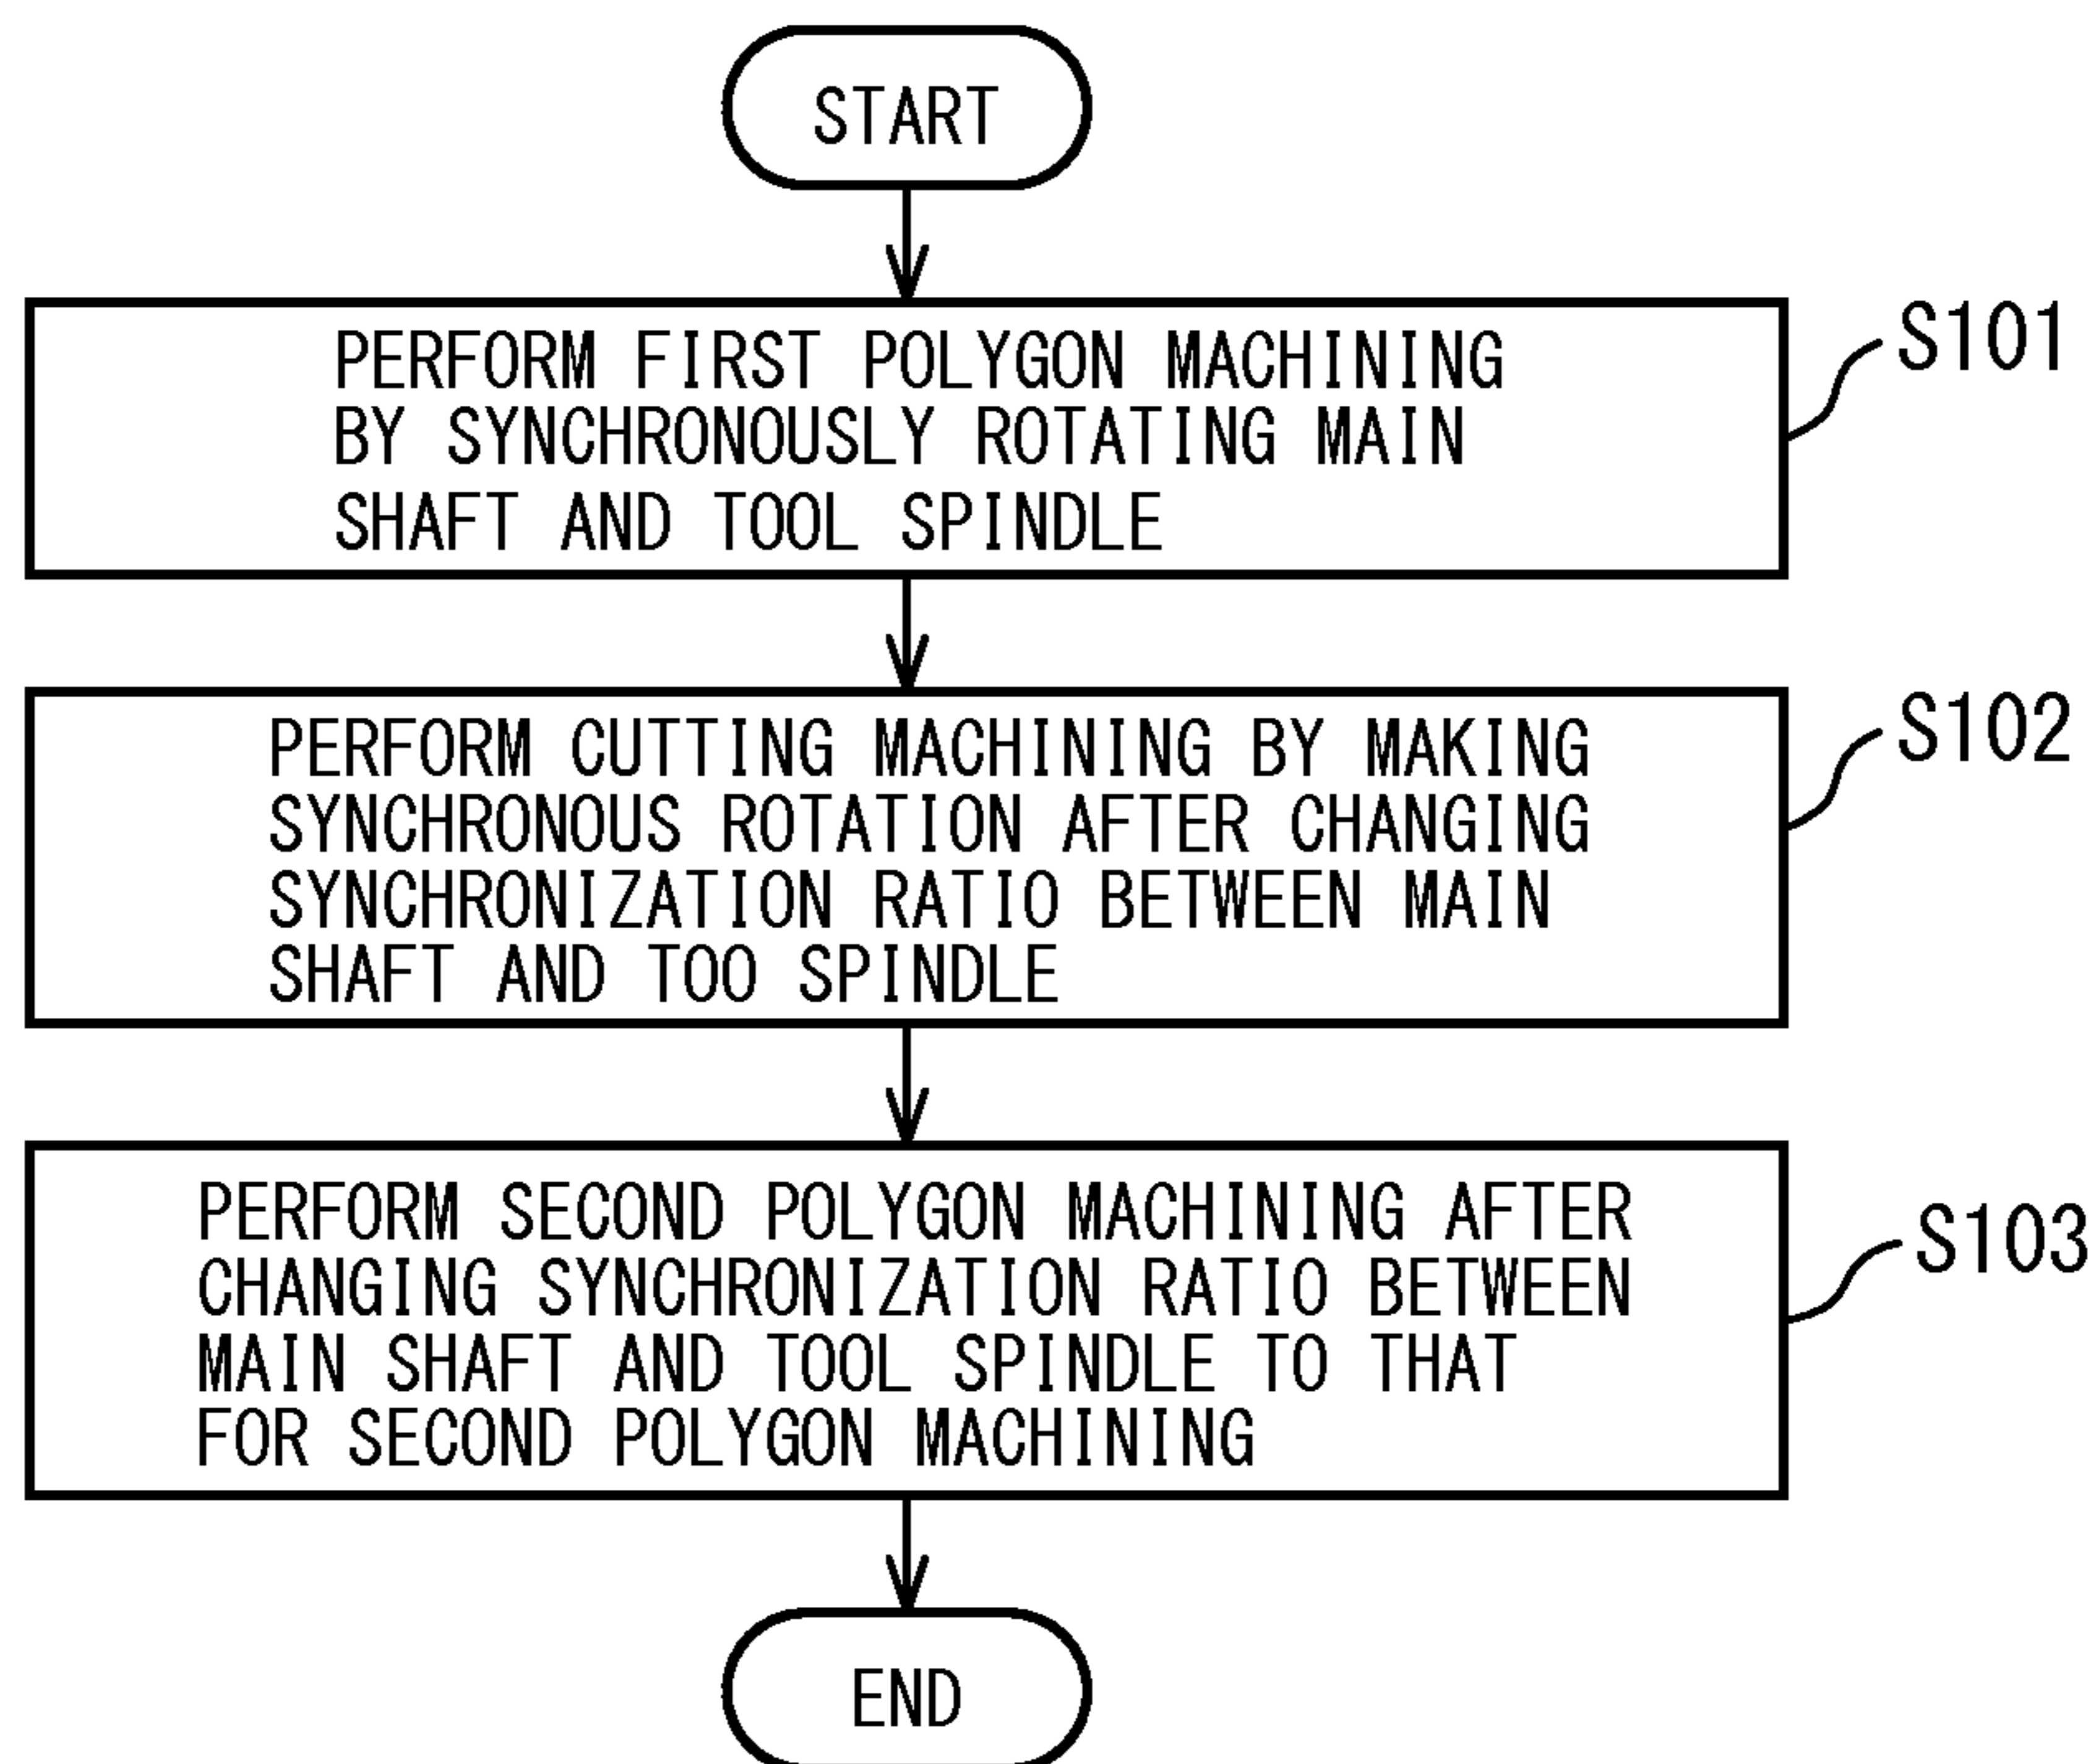 START
PERFORM FIRST POLYGON MACHINING
BY SYNCHRONOUSLY ROTATING MAIN
SHAFT AND TOOL SPINDLE
S101
PERFORM CUTTING MACHINING BY MAKING
SYNCHRONOUS ROTATION AFTER CHANGING
SYNCHRONIZATION RATIO BETWEEN MAIN
SHAFT AND TOO SPINDLE
S102
PERFORM SECOND POLYGON MACHINING AFTER
CHANGING SYNCHRONIZATION RATIO BETWEEN
MAIN SHAFT AND TOOL SPINDLE TO THAT
FOR SECOND POLYGON MACHINING
S103
END